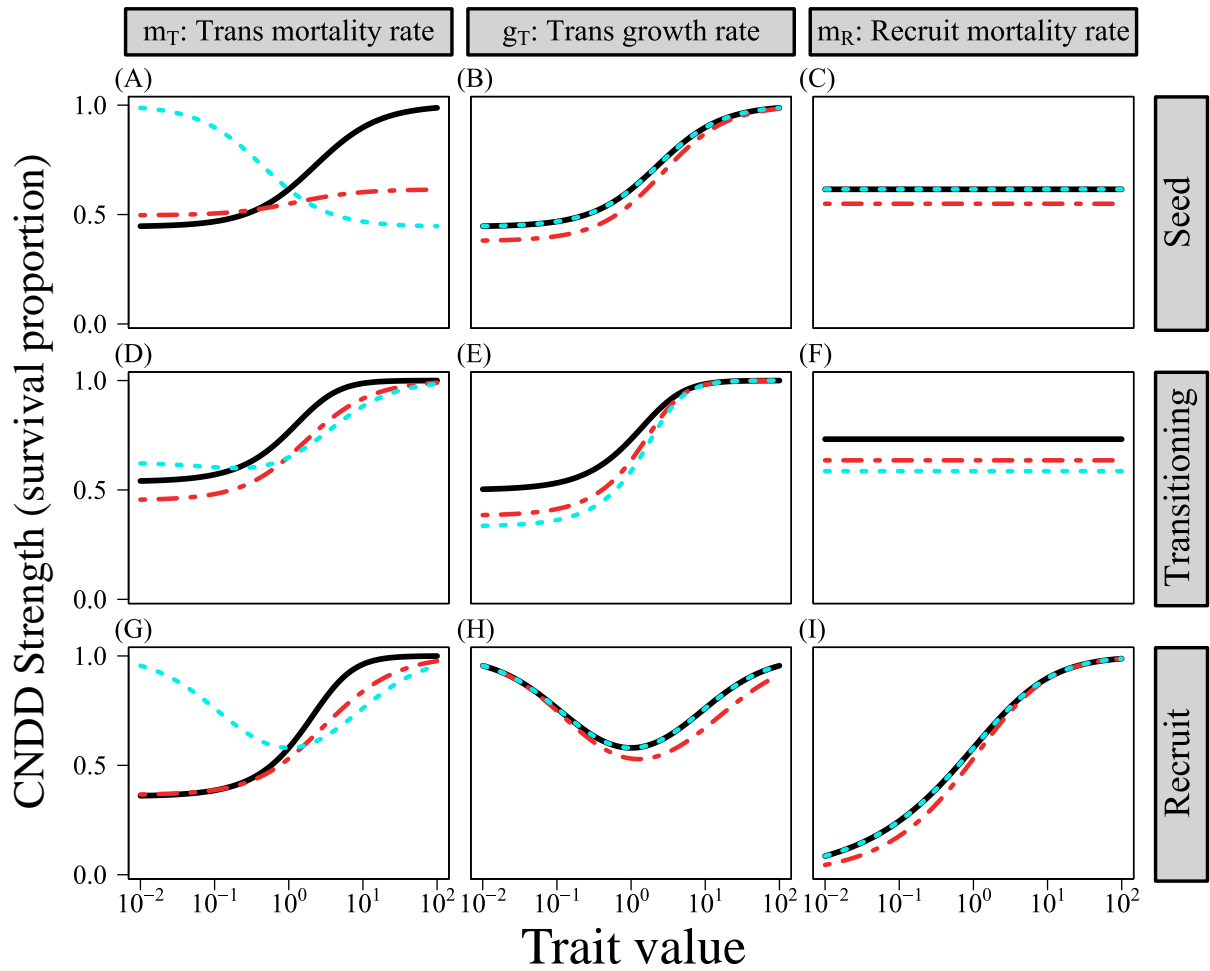 m_T: Trans mortality rate
g_T: Trans growth rate
m_R: Recruit mortality rate
(A)
(B)
(C)
1.0
0.5
0.0
Seed
(D)
(E)
(F)
1.0
0.5
0.0
Transitioning
(G)
(H)
(I)
1.0
0.5
0.0
Recruit
CNDD Strength (survival proportion)
10⁻² 10⁻¹ 10⁰ 10¹ 10²
10⁻² 10⁻¹ 10⁰ 10¹ 10²
10⁻² 10⁻¹ 10⁰ 10¹ 10²
Trait value